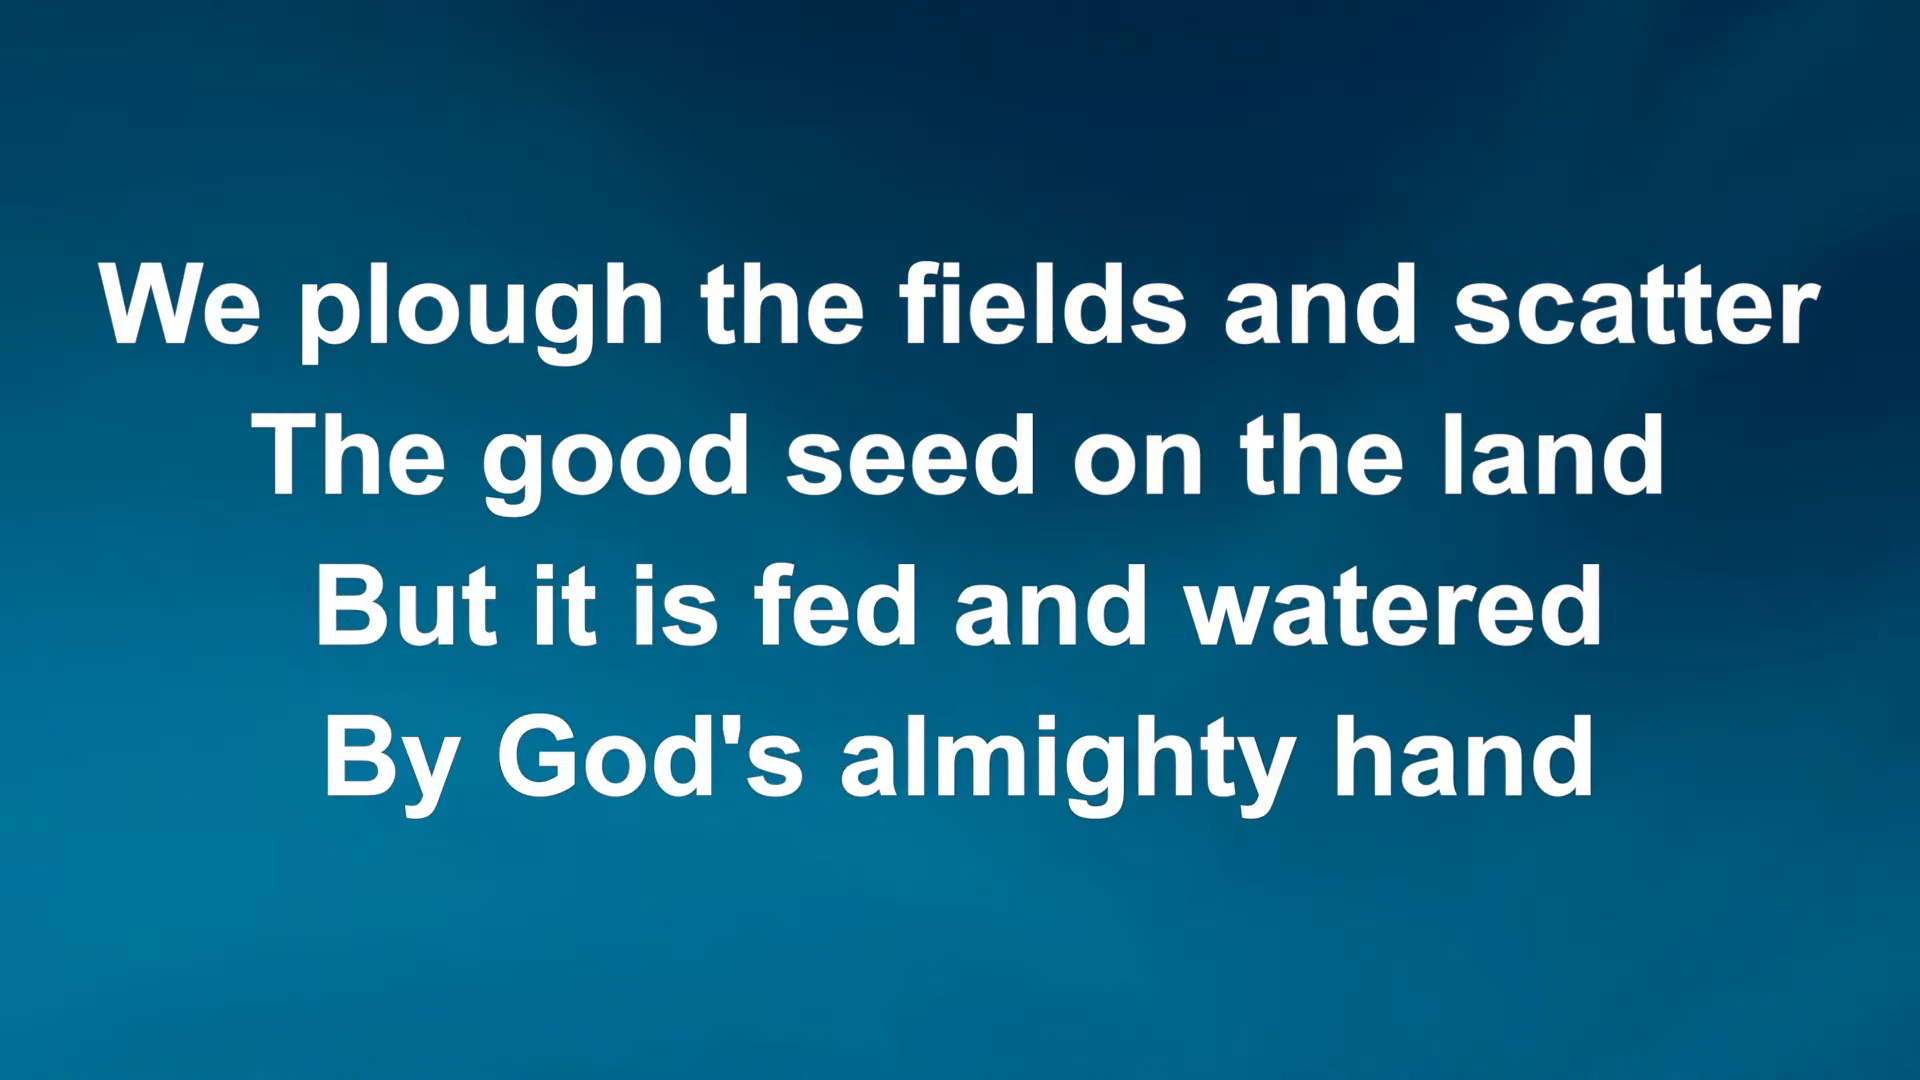 We plough the fields and scatter
The good seed on the land
But it is fed and watered
By God's almighty hand